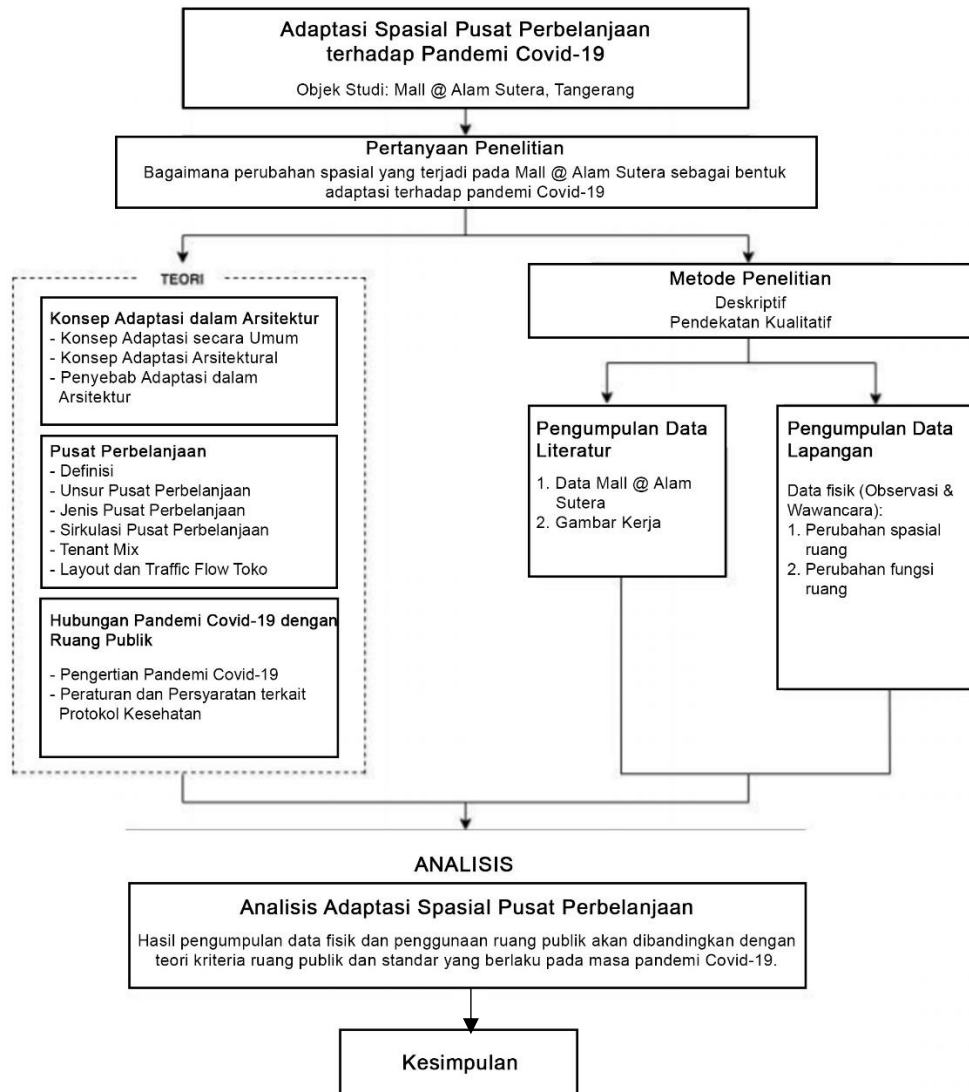 Adaptasi Spasial Pusat Perbelanjaan
terhadap Pandemi Covid-19
Objek Studi: Mall @ Alam Sutera, Tangerang
Pertanyaan Penelitian
Bagaimana perubahan spasial yang terjadi pada Mall @ Alam Sutera sebagai bentuk
adaptasi terhadap pandemi Covid-19
TEORI
Konsep Adaptasi dalam Arsitektur
- Konsep Adaptasi secara Umum
- Konsep Adaptasi Arsitektural
- Penyebab Adaptasi dalam
Arsitektur
Pusat Perbelanjaan
- Definisi
- Unsur Pusat Perbelanjaan
- Jenis Pusat Perbelanjaan
- Sirkulasi Pusat Perbelanjaan
- Tenant Mix
- Layout dan Traffic Flow Toko
Hubungan Pandemi Covid-19 dengan
Ruang Publik
- Pengertian Pandemi Covid-19
- Peraturan dan Persyaratan terkait
Protokol Kesehatan
Metode Penelitian
Deskriptif
Pendekatan Kualitatif
Pengumpulan Data
Literatur
1. Data Mall @ Alam
Sutera
2. Gambar Kerja
Pengumpulan Data
Lapangan
Data fisik (Observasi &
Wawancara):
1. Perubahan spasial
ruang
2. Perubahan fungsi
ruang
ANALISIS
Analisis Adaptasi Spasial Pusat Perbelanjaan
Hasil pengumpulan data fisik dan penggunaan ruang publik akan dibandingkan dengan
teori kriteria ruang publik dan standar yang berlaku pada masa pandemi Covid-19.
Kesimpulan